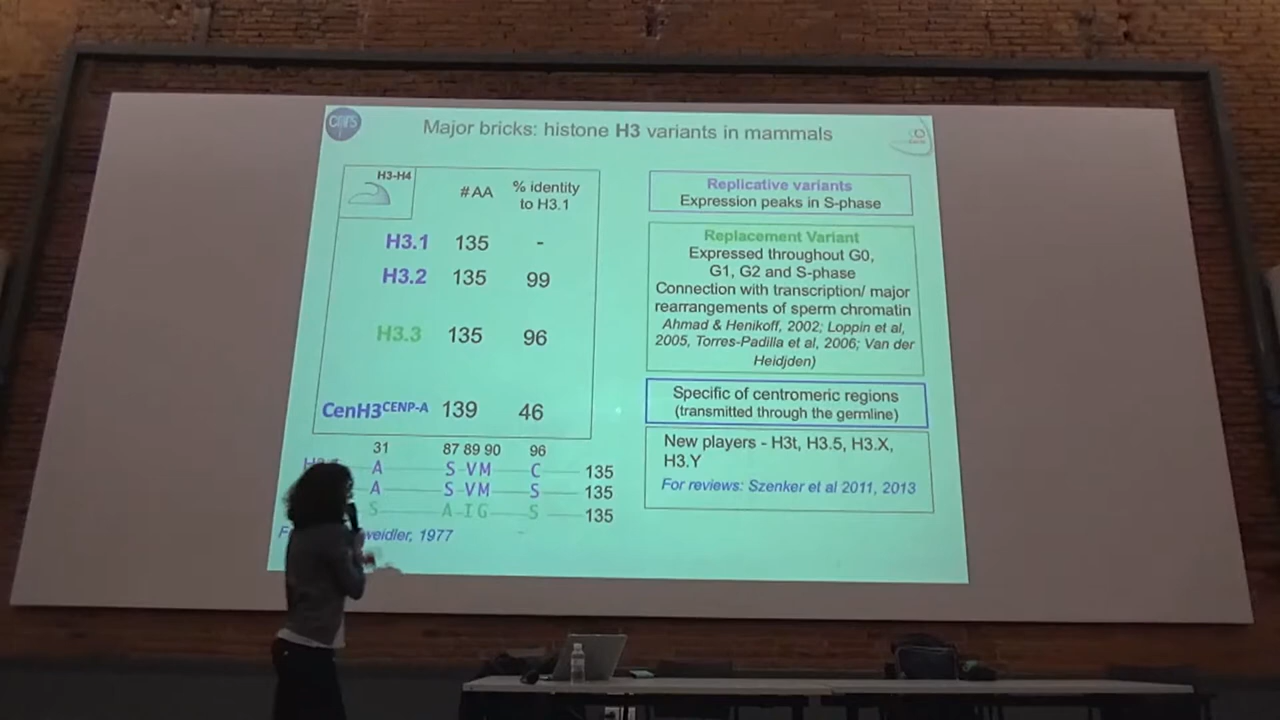 cnrs
Major bricks: histone H3 variants in mammals
H3-H4
#AA
% identity
to H3.1
H3.1 135 -
H3.2 135 99
H3.3 135 96
CenH3CENP-A 139 46
31 87 89 90 96
A S VM C 135
A S VM S 135
S A IG S 135
weidler, 1977
Replicative variants
Expression peaks in S-phase
Replacement Variant
Expressed throughout G0,
G1, G2 and S-phase
Connection with transcription/ major
rearrangements of sperm chromatin
Ahmad & Henikoff, 2002; Loppin et al,
2005, Torres-Padilla et al, 2006; Van der
Heidjden)
Specific of centromeric regions
(transmitted through the germline)
New players - H3t, H3.5, H3.X,
H3.Y
For reviews: Szenker et al 2011, 2013